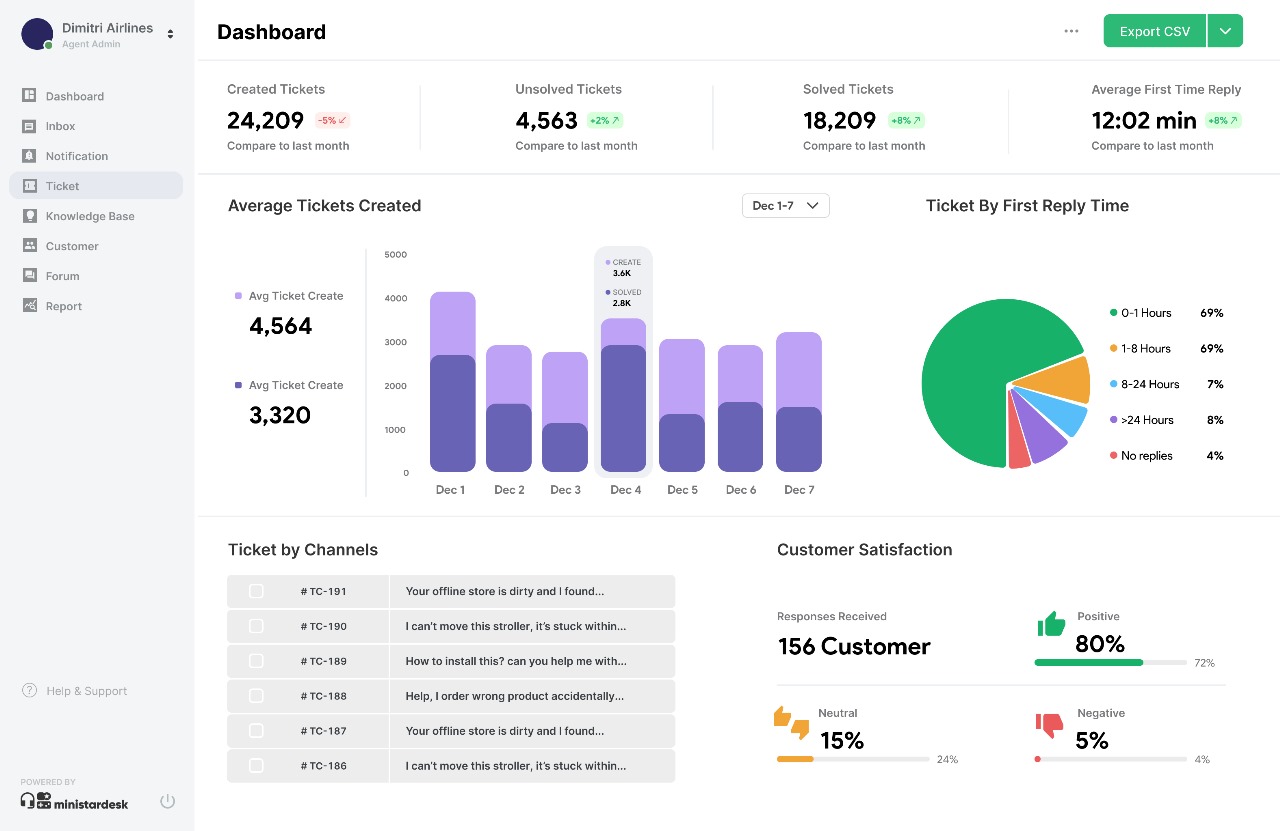 Dimitri Airlines
Agent Admin
Dashboard
Inbox
Notification
Ticket
Knowledge Base
Customer
Forum
Report
Help & Support
POWERED BY
ministardesk
Dashboard
Export CSV
Created Tickets
24,209 -5%
Compare to last month
Unsolved Tickets
4,563 +2%
Compare to last month
Solved Tickets
18,209 +8%
Compare to last month
Average First Time Reply
12:02 min +8%
Compare to last month
Average Tickets Created
Dec 1-7
Avg Ticket Create
4,564
Avg Ticket Create
3,320
5000
4000
3000
2000
1000
0
CREATE
3.6K
SOLVED
2.8K
Dec 1 Dec 2 Dec 3 Dec 4 Dec 5 Dec 6 Dec 7
Ticket By First Reply Time
0-1 Hours 69%
1-8 Hours 69%
8-24 Hours 7%
>24 Hours 8%
No replies 4%
Ticket by Channels
# TC-191 Your offline store is dirty and I found...
# TC-190 I can't move this stroller, it's stuck within...
# TC-189 How to install this? can you help me with...
# TC-188 Help, I order wrong product accidentally...
# TC-187 Your offline store is dirty and I found...
# TC-186 I can't move this stroller, it's stuck within...
Customer Satisfaction
Responses Received
156 Customer
Positive
80%
72%
Neutral
15%
24%
Negative
5%
4%